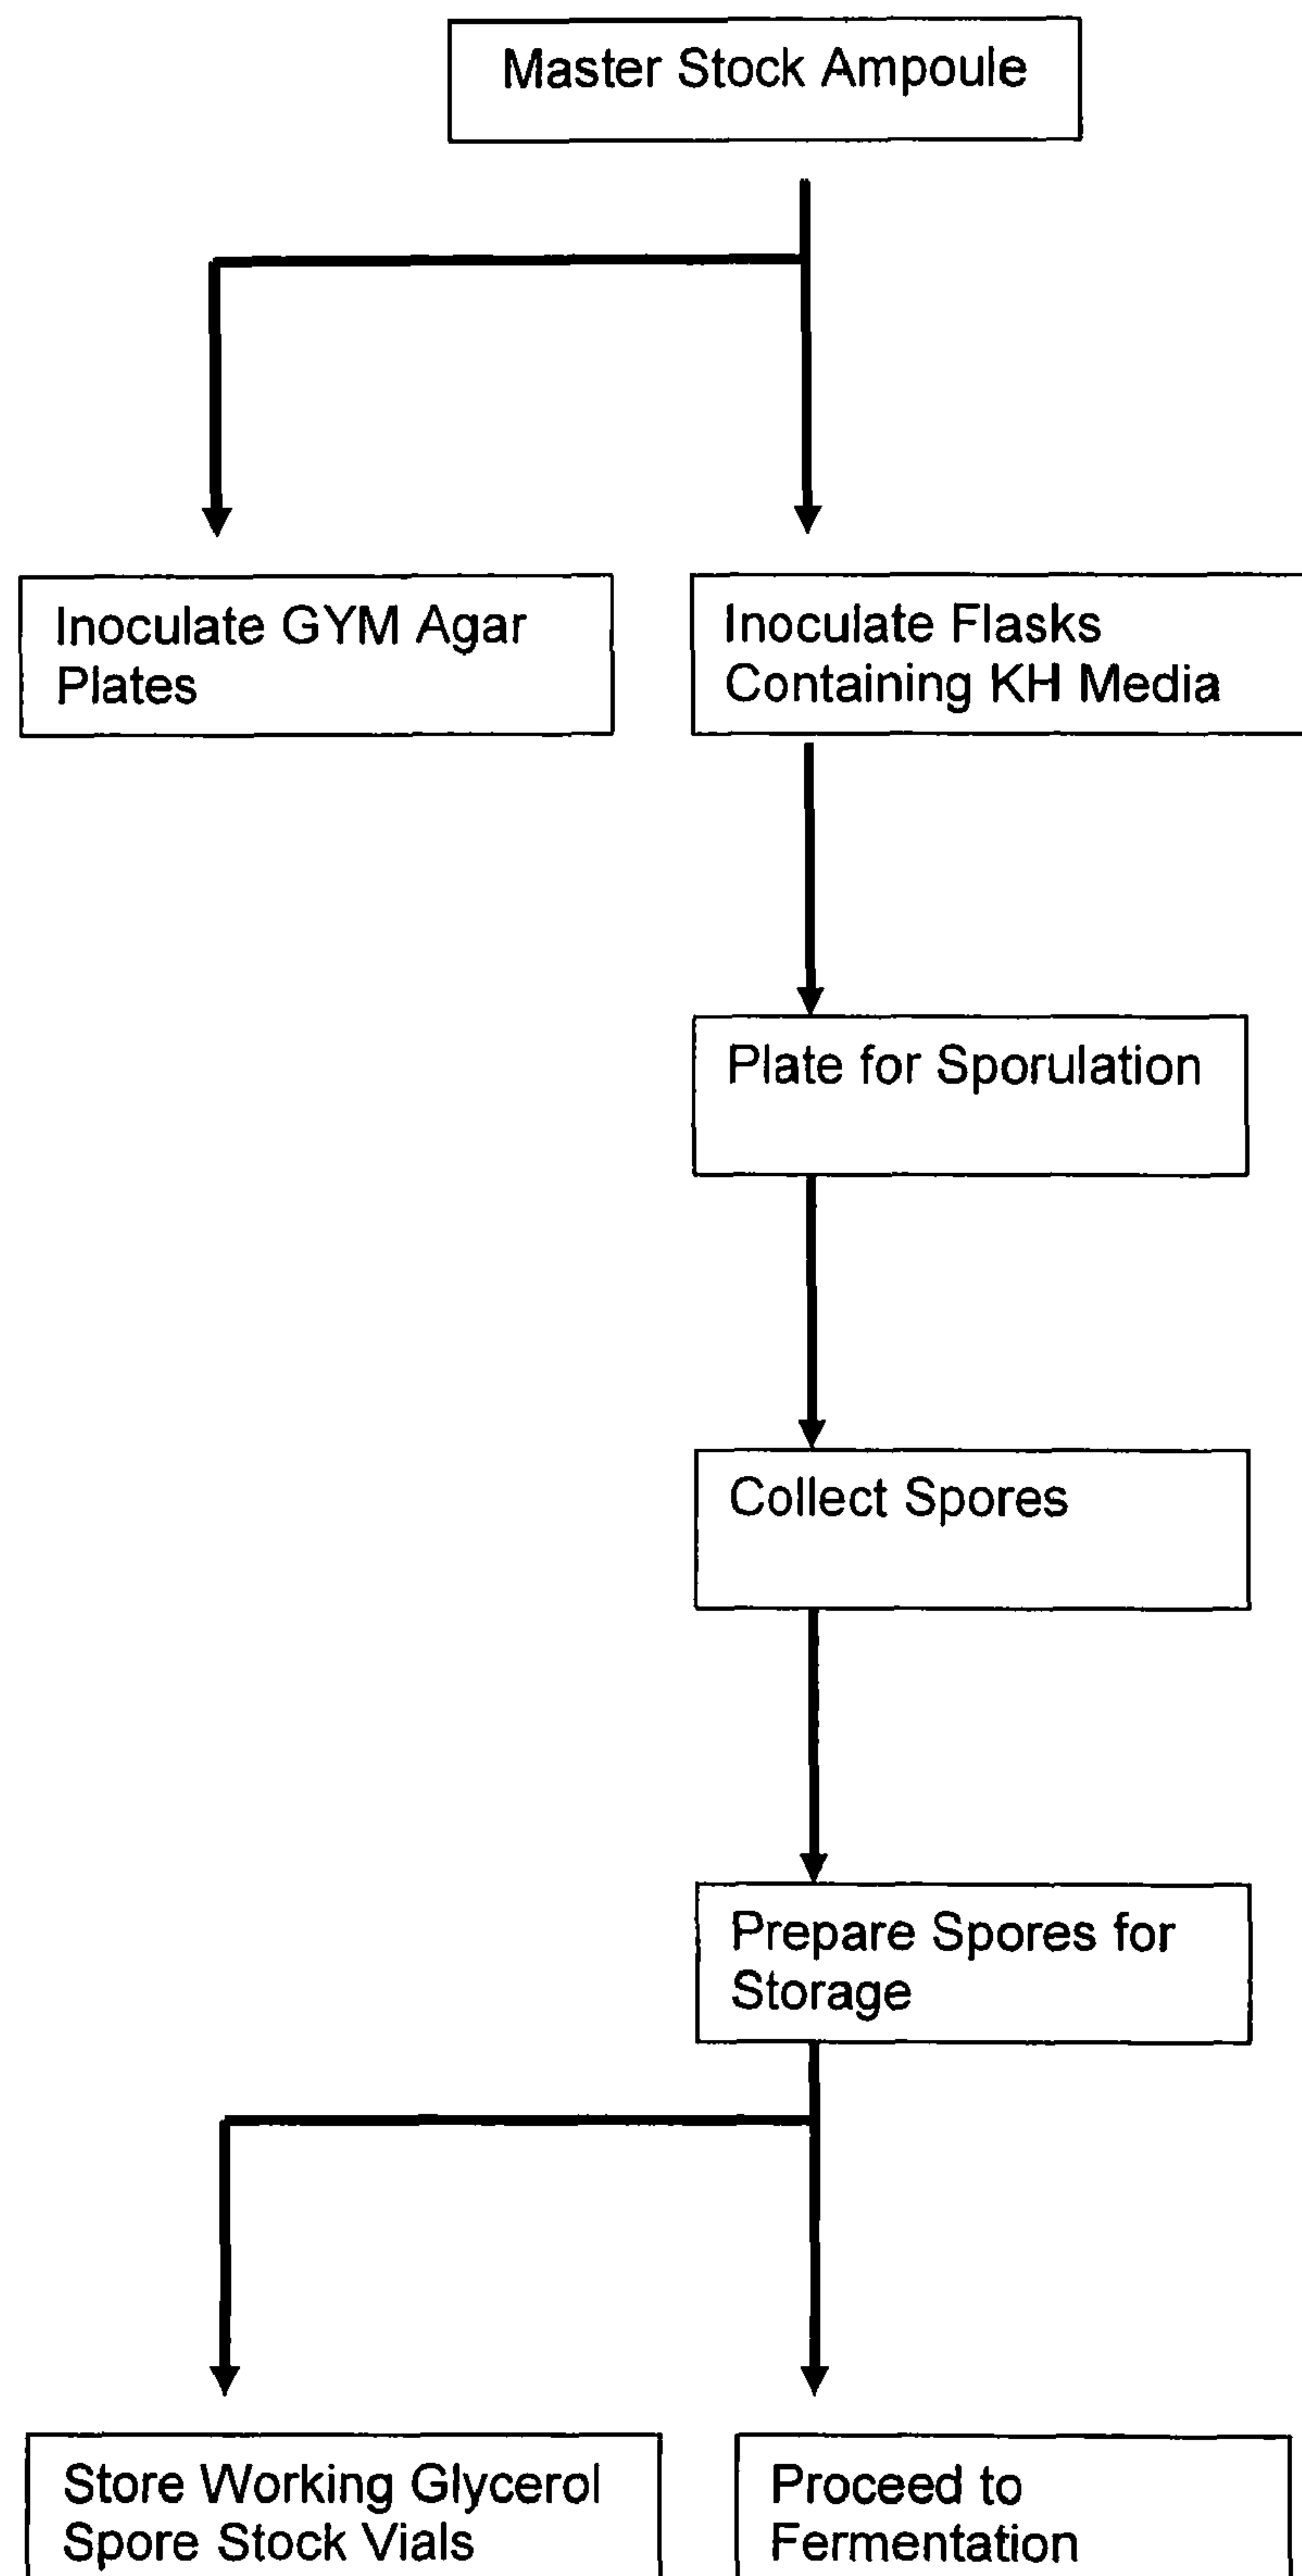 Master Stock Ampoule
Inoculate GYM Agar
Plates
Inoculate Flasks
Containing KH Media
Plate for Sporulation
Collect Spores
Prepare Spores for
Storage
Store Working Glycerol
Spore Stock Vials
Proceed to
Fermentation